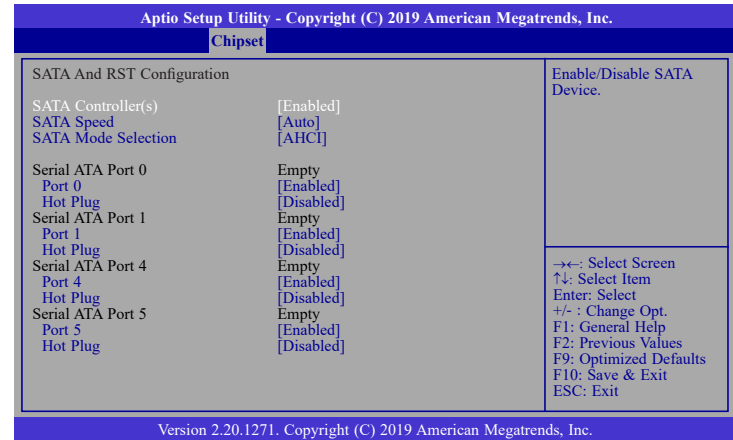 Aptio Setup Utility - Copyright (C) 2019 American Megatrends, Inc.
Chipset
SATA And RST Configuration
SATA Controller(s) [Enabled]
SATA Speed [Auto]
SATA Mode Selection [AHCI]
Serial ATA Port 0 Empty
Port 0 [Enabled]
Hot Plug [Disabled]
Serial ATA Port 1 Empty
Port 1 [Enabled]
Hot Plug [Disabled]
Serial ATA Port 4 Empty
Port 4 [Enabled]
Hot Plug [Disabled]
Serial ATA Port 5 Empty
Port 5 [Enabled]
Hot Plug [Disabled]
Enable/Disable SATA
Device.
→←: Select Screen
↑↓: Select Item
Enter: Select
+/- : Change Opt.
F1: General Help
F2: Previous Values
F9: Optimized Defaults
F10: Save & Exit
ESC: Exit
Version 2.20.1271. Copyright (C) 2019 American Megatrends, Inc.